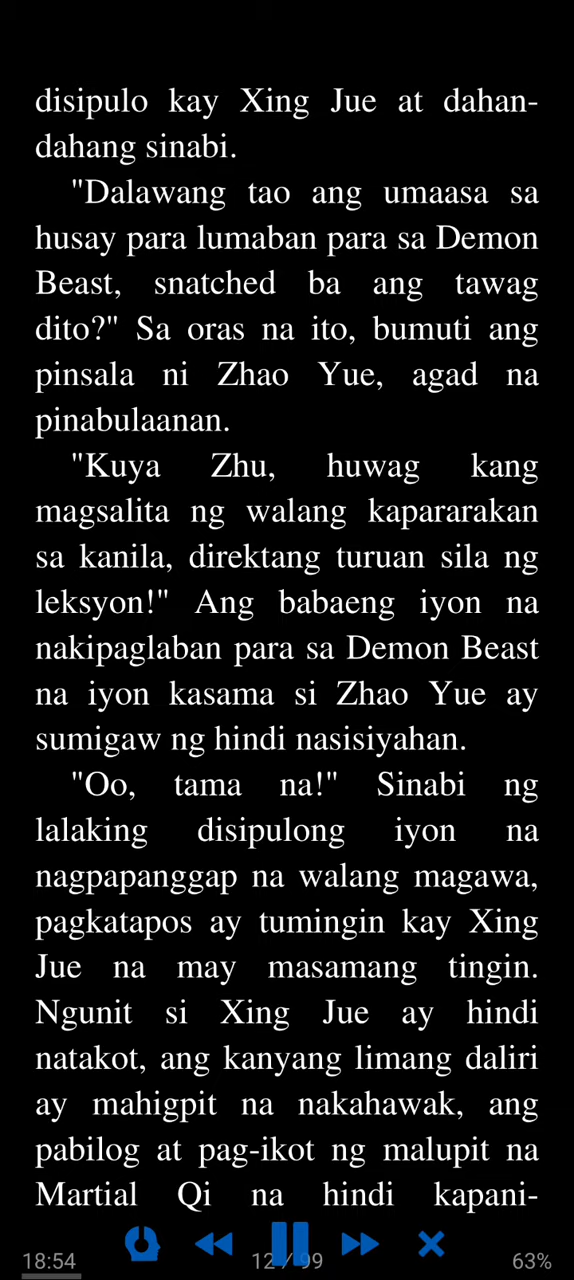 disipulo kay Xing Jue at dahan-
dahang sinabi.
"Dalawang tao ang umaasa sa
husay para lumaban para sa Demon
Beast, snatched ba ang tawag
dito?" Sa oras na ito, bumuti ang
pinsala ni Zhao Yue, agad na
pinabulaanan.
"Kuya Zhu, huwag kang
magsalita ng walang kapararakan
sa kanila, direktang turuan sila ng
leksyon!" Ang babaeng iyon na
nakipaglaban para sa Demon Beast
na iyon kasama si Zhao Yue ay
sumigaw ng hindi nasisiyahan.
"Oo, tama na!" Sinabi ng
lalaking disipulong iyon na
nagpapanggap na walang magawa,
pagkatapos ay tumingin kay Xing
Jue na may masamang tingin.
Ngunit si Xing Jue ay hindi
natakot, ang kanyang limang daliri
ay mahigpit na nakahawak, ang
pabilog at pag-ikot ng malupit na
Martial Qi na hindi kapani-
18:54 12 / 99 63%